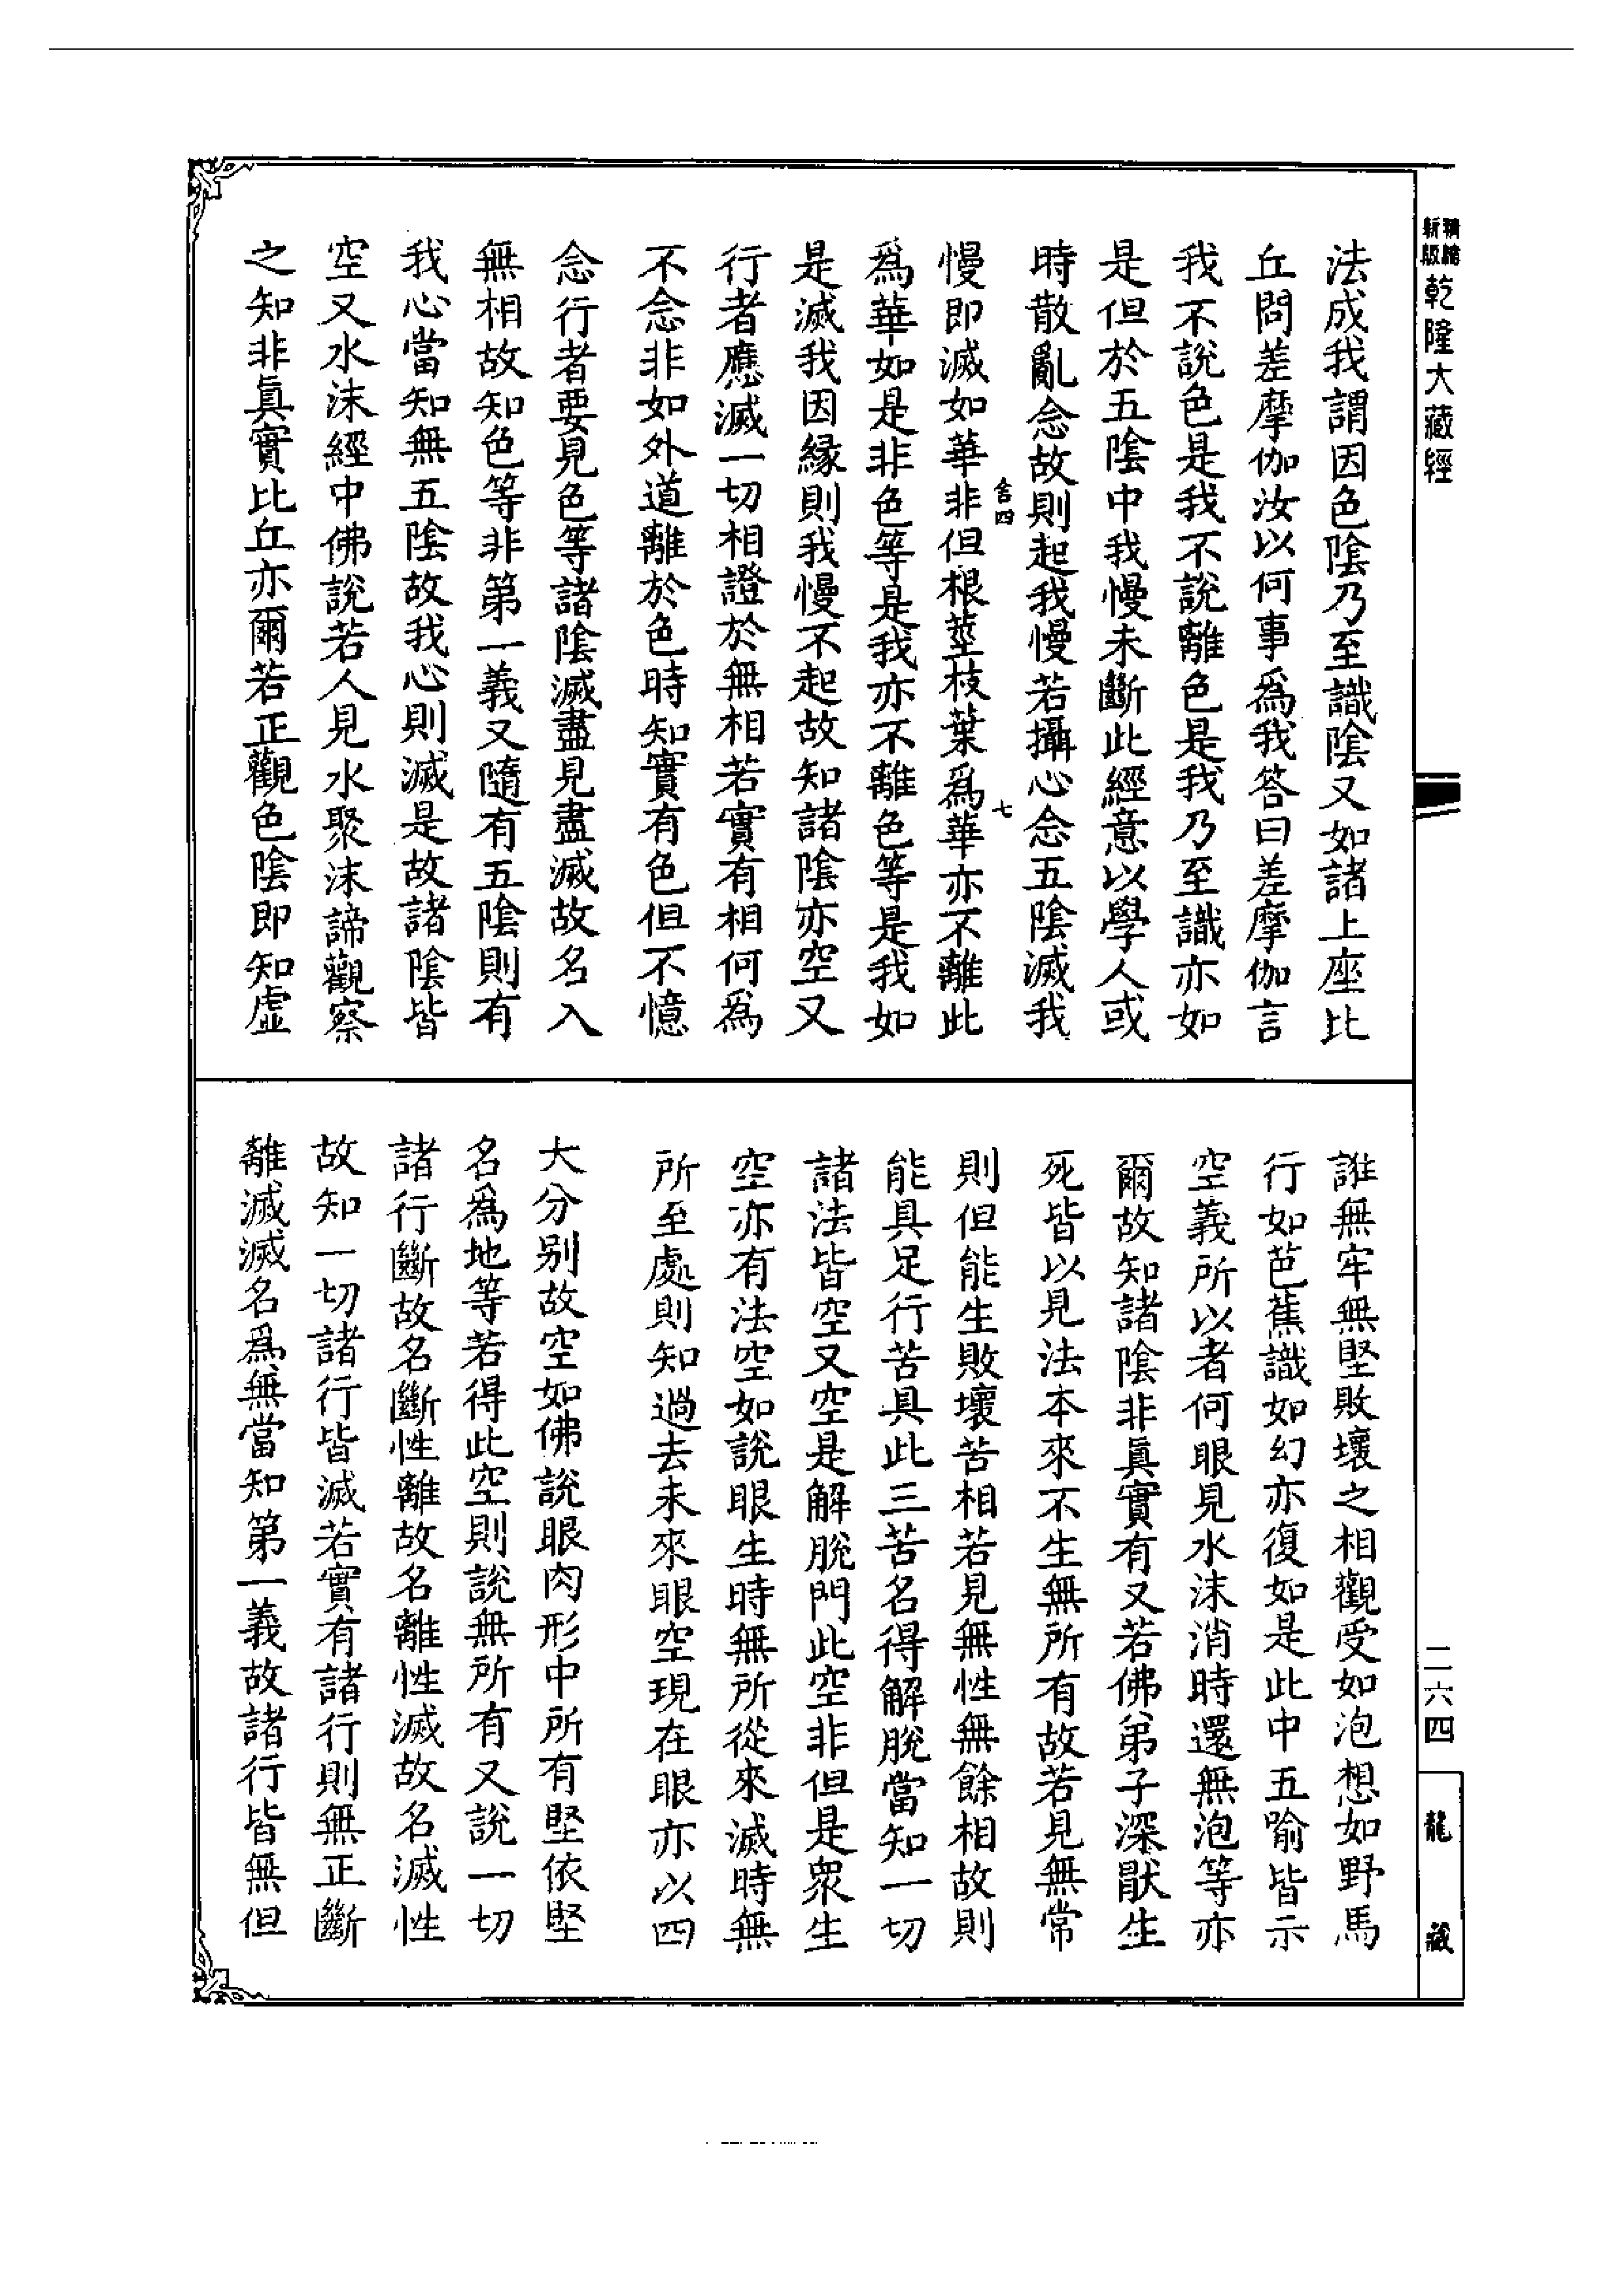 精縮
新版
乾隆大藏經
法成我謂因色陰乃至識陰又如諸上座比
丘問差摩伽汝以何事爲我答曰差摩伽言
我不說色是我不說離色是我乃至識亦如
是但於五陰中我慢未斷此經意以學人或
時散亂念故則起我慢若攝心念五陰滅我
舍四
七
慢即滅如華非但根莖枝葉爲華亦不離此
爲華如是非色等是我亦不離色等是我如
是滅我因緣則我慢不起故知諸陰亦空又
行者應滅一切相證於無相若實有相何爲
不念非如外道離於色時知實有色但不憶
念行者要見色等諸陰滅盡見盡滅故名入
無相故知色等非第一義又隨有五陰則有
我心當知無五陰故我心則滅是故諸陰皆
空又水沫經中佛說若人見水聚沫諦觀察
之知非眞實比丘亦爾若正觀色陰即知虛
誑無牢無堅敗壞之相觀受如泡想如野馬
行如芭蕉識如幻亦復如是此中五喻皆示
空義所以者何眼見水沫消時還無泡等亦
爾故知諸陰非眞實有又若佛弟子深猒生
死皆以見法本來不生無所有故若見無常
則但能生敗壞苦相若見無性無餘相故則
能具足行苦具此三苦名得解脫當知一切
諸法皆空又空是解脫門此空非但是衆生
空亦有法空如說眼生時無所從來滅時無
所至處則知過去未來眼空現在眼亦以四
大分別故空如佛說眼肉形中所有堅依堅
名爲地等若得此空則說無所有又說一切
諸行斷故名斷性離故名離性滅故名滅性
故知一切諸行皆滅若實有諸行則無正斷
離滅滅名爲無當知第一義故諸行皆無但
二六四
龍藏